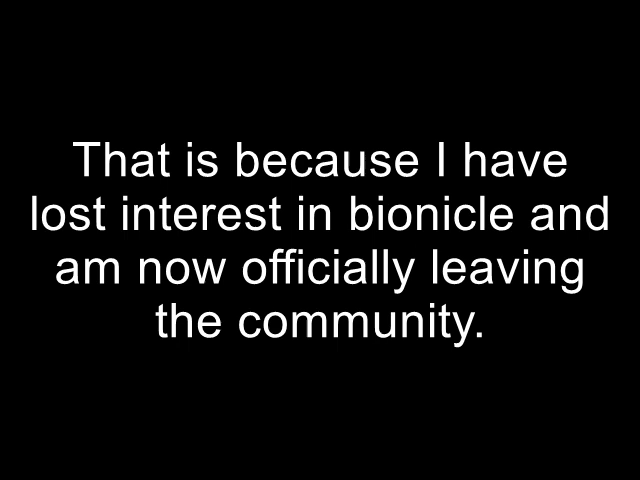 That is because I have
lost interest in bionicle and
am now officially leaving
the community.